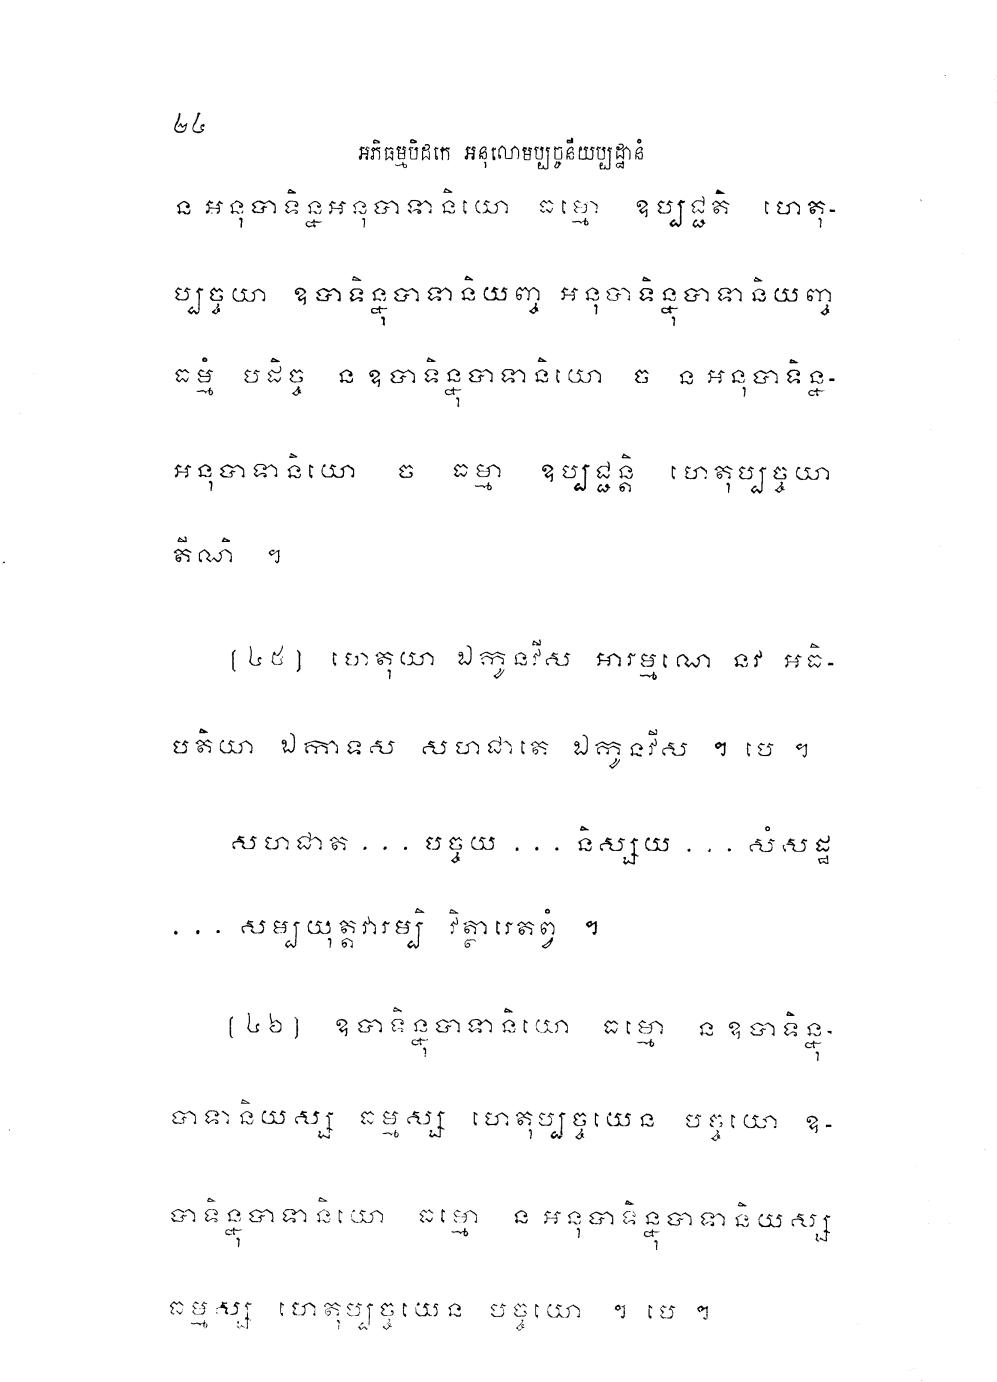 ២៤
អភិធម្មបិដកេ អនុលោមប្បច្ចនីយប្បដ្ឋានំ
ន អនុបាទិន្នអនុបាទានិយោ ធម្មោ ឧប្បជ្ជតិ ហេតុ-
ប្បច្ចយា ឧបាទិន្នុបាទានិយញ្ច អនុបាទិន្នុបាទានិយញ្ច
ធម្មំ បដិច្ច ន ឧបាទិន្នុបាទានិយោ ច ន អនុបាទិន្ន-
អនុបាទានិយោ ច ធម្មា ឧប្បជ្ជន្តិ ហេតុប្បច្ចយា
តីណិ ។
(៤៥) ហេតុយា ឯកូនវីស អារម្មណេ នវ អធិ-
បតិយា ឯកាទស សហជាតេ ឯកូនវីស ។ បេ ។
សហជាត ... បច្ចយ ... និស្សយ ... សំសដ្ឋ
... សម្បយុត្តវារម្បិ វិត្ថារេតព្វំ ។
(៤៦) ឧបាទិន្នុបាទានិយោ ធម្មោ ន ឧបាទិន្នុ-
បាទានិយស្ស ធម្មស្ស ហេតុប្បច្ចយេន បច្ចយោ ឧ-
បាទិន្នុបាទានិយោ ធម្មោ ន អនុបាទិន្នុបាទានិយស្ស
ធម្មស្ស ហេតុប្បច្ចយេន បច្ចយោ ។ បេ ។